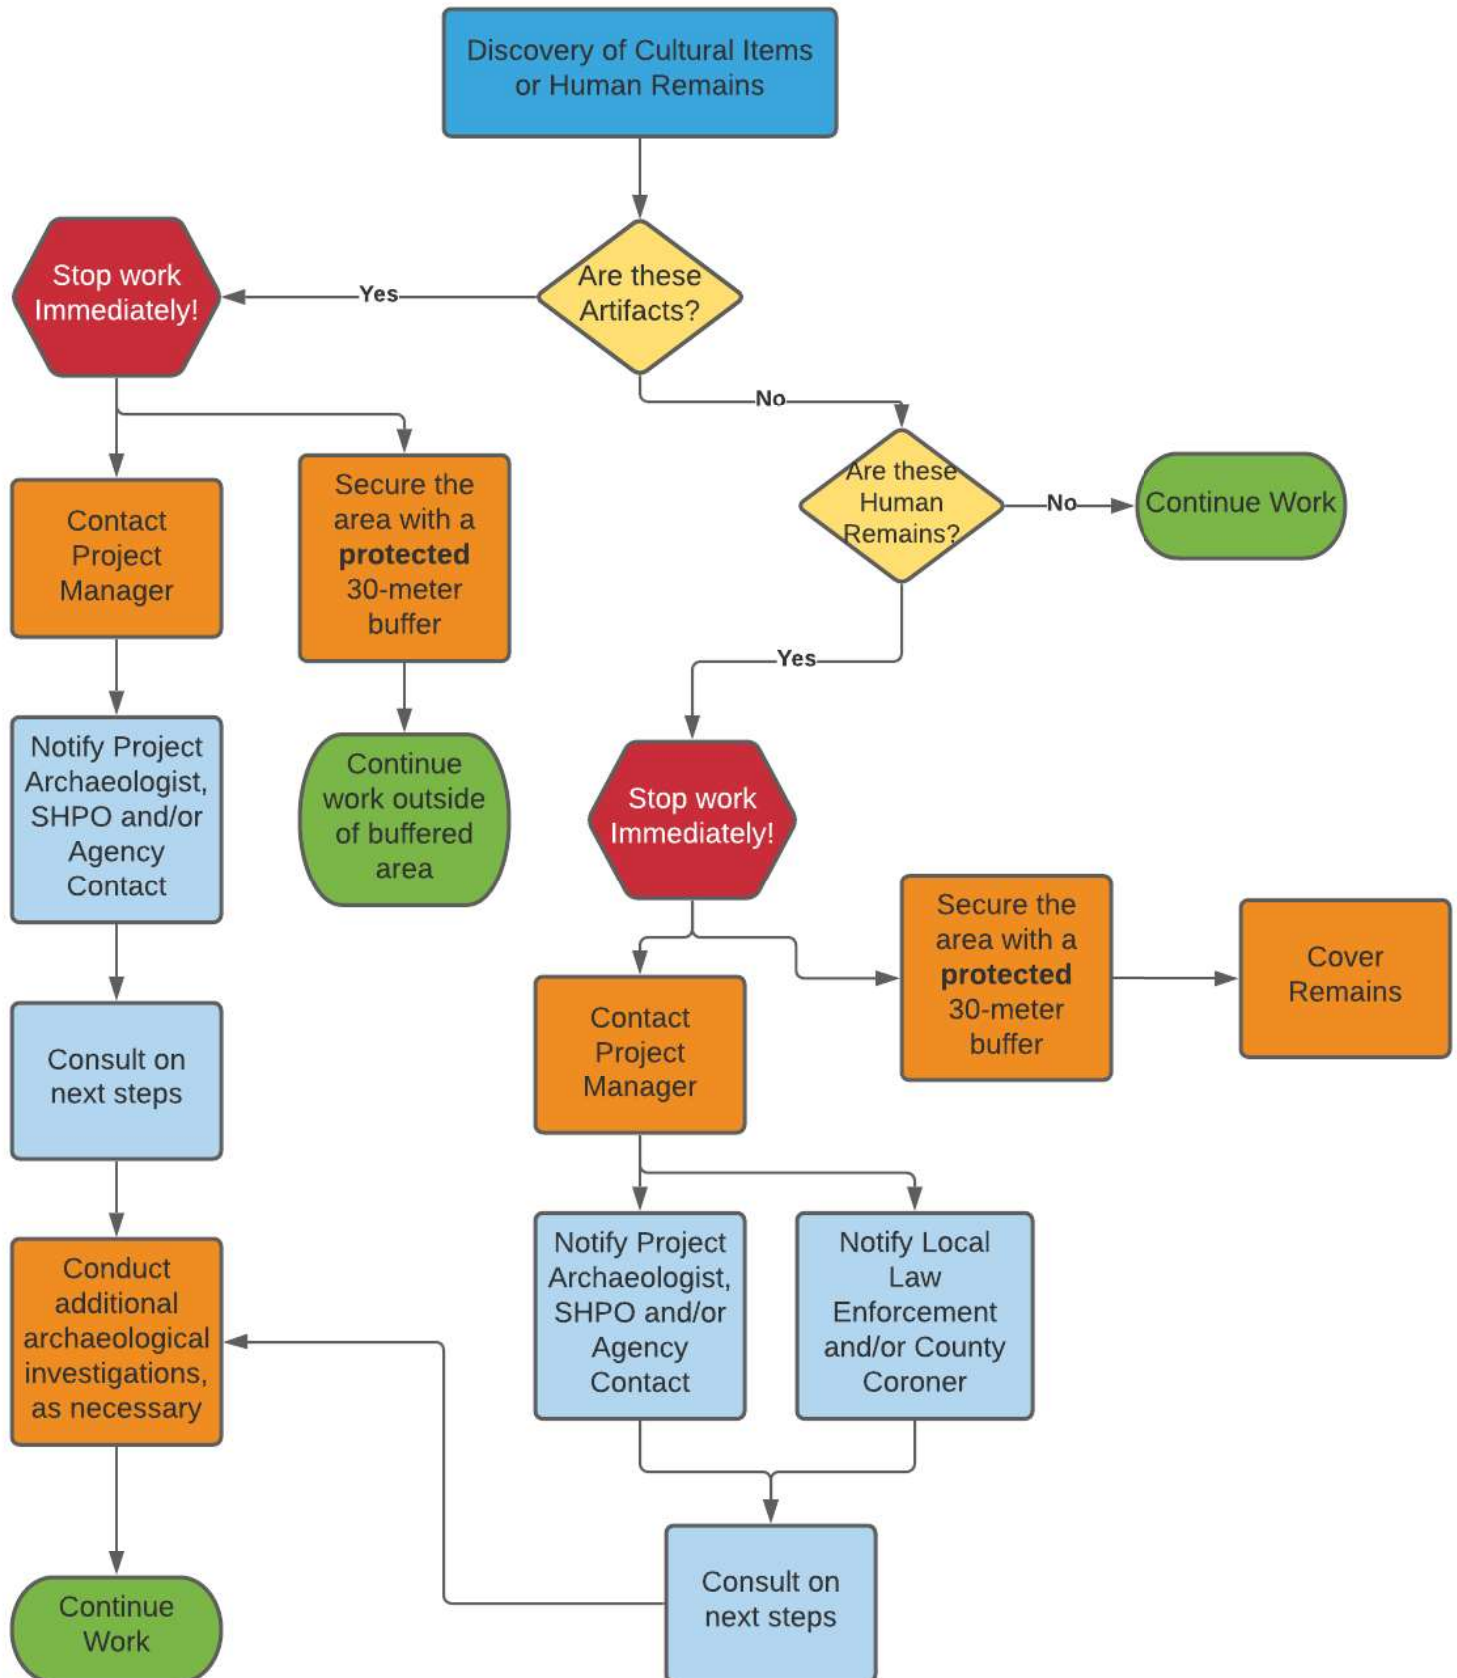 Discovery of Cultural Items
or Human Remains
Are these
Artifacts?
Yes
Stop work
Immediately!
No
Are these
Human
Remains?
No
Continue Work
Contact
Project
Manager
Secure the
area with a
protected
30-meter
buffer
Yes
Notify Project
Archaeologist,
SHPO and/or
Agency
Contact
Continue
work outside
of buffered
area
Stop work
Immediately!
Secure the
area with a
protected
30-meter
buffer
Cover
Remains
Contact
Project
Manager
Consult on
next steps
Notify Project
Archaeologist,
SHPO and/or
Agency
Contact
Notify Local
Law
Enforcement
and/or County
Coroner
Conduct
additional
archaeological
investigations,
as necessary
Consult on
next steps
Continue
Work